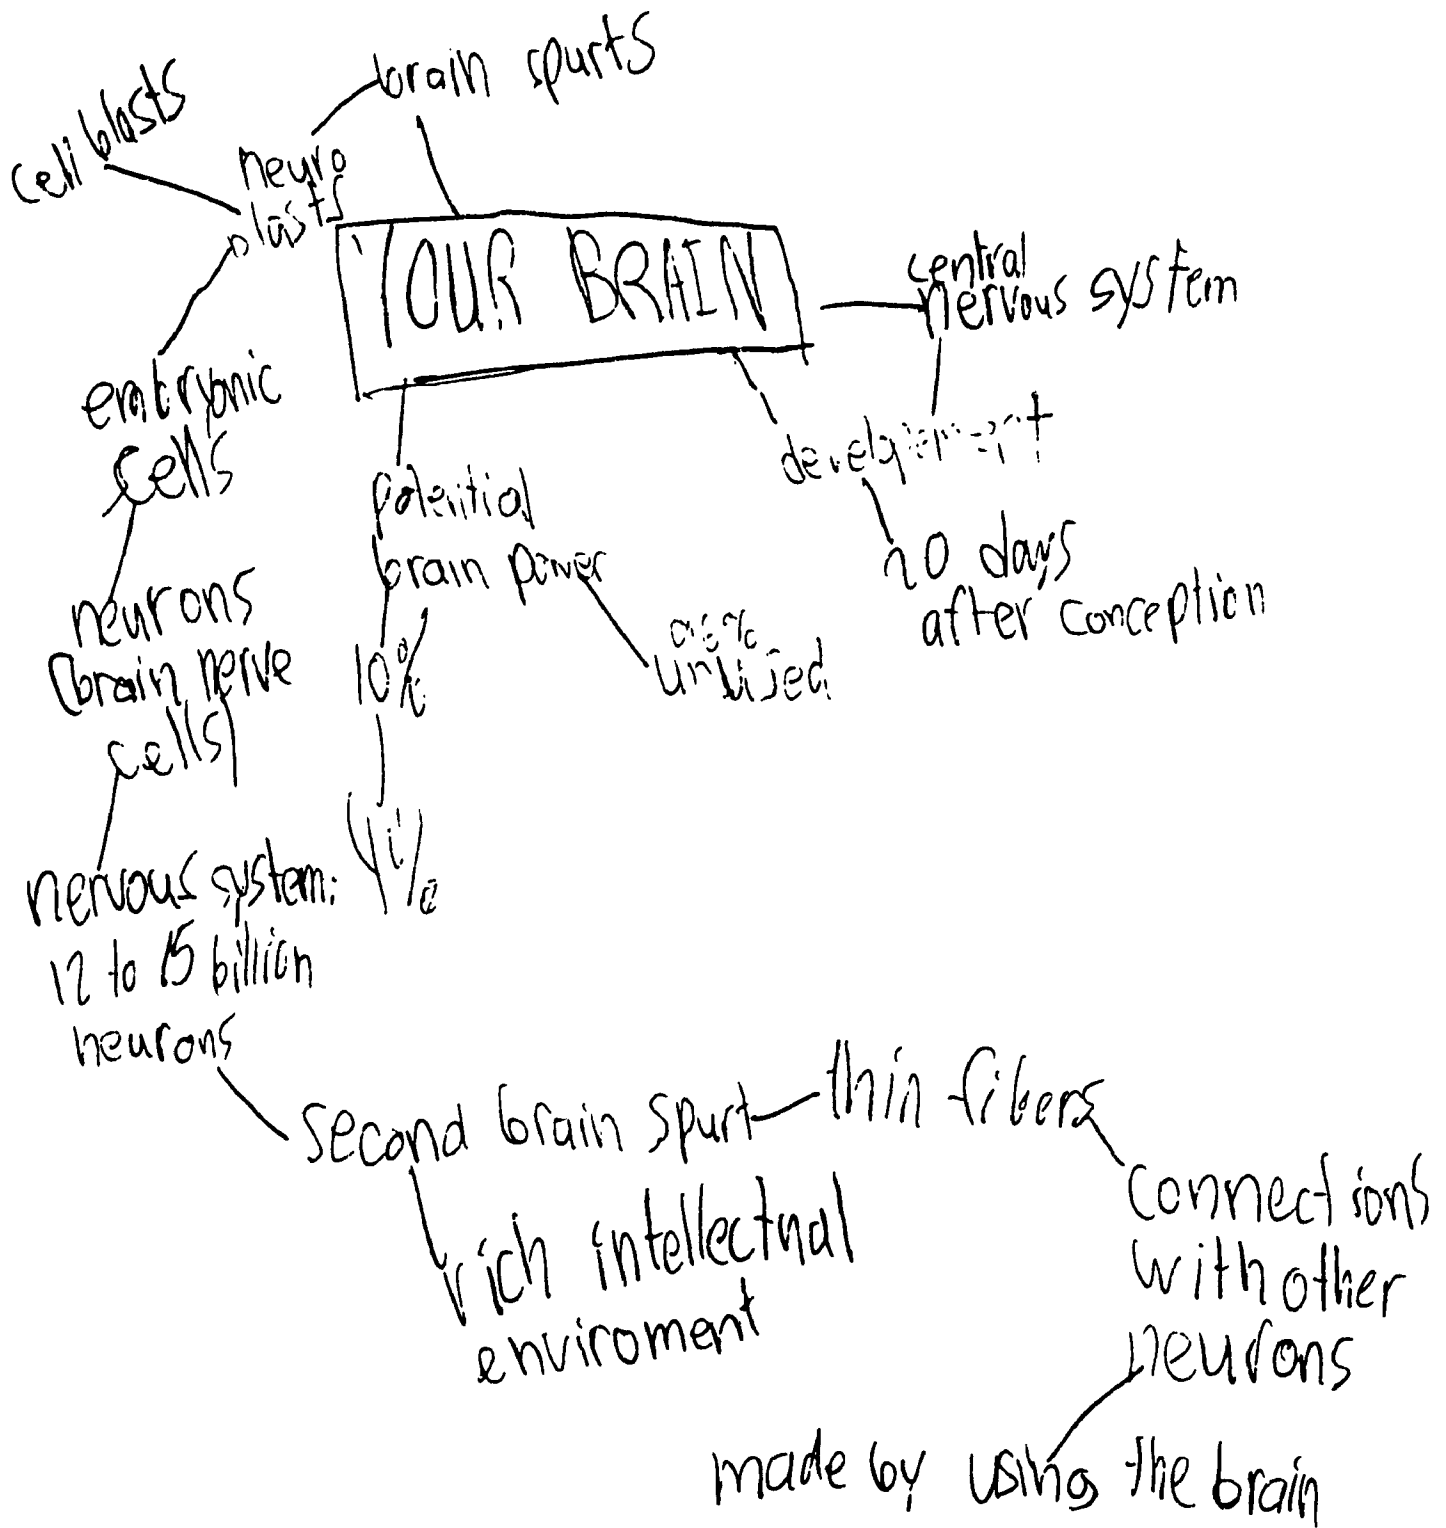 brain spurts
cell blasts
neuro
blasts
YOUR BRAIN
central
nervous system
embryonic
cells
development
potential
brain power
20 days
after conception
neurons
(brain nerve
cells)
10%
unused
nervous system:
12 to 15 billion
neurons
second brain spurt
thin fibers
rich intellectual
enviroment
connections
with other
neurons
made by using the brain